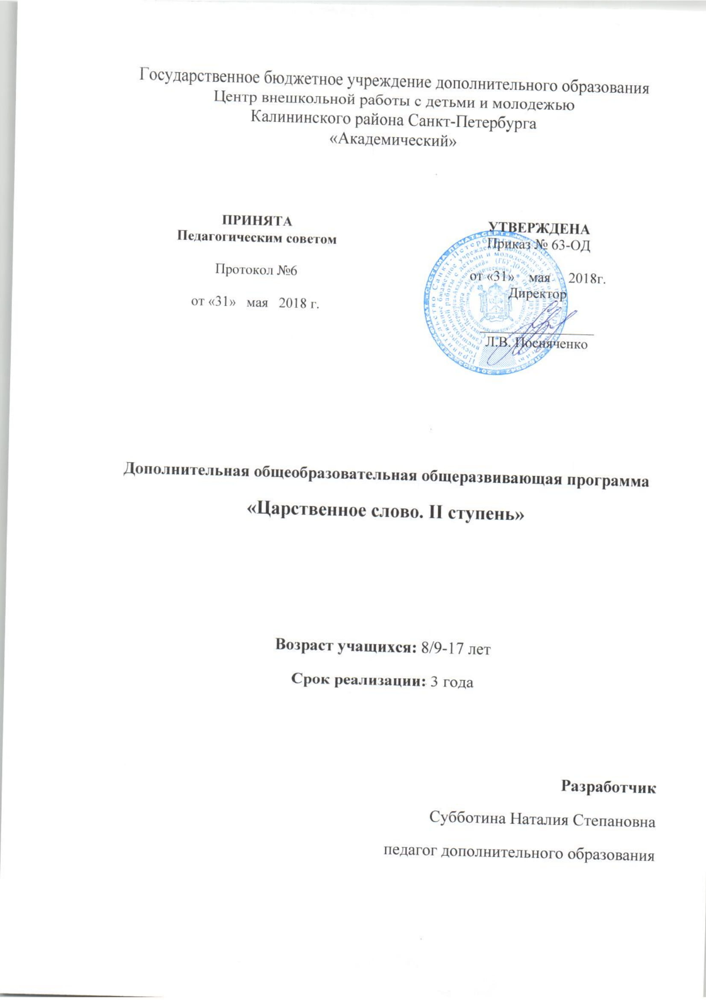 Государственное бюджетное учреждение дополнительного образования
Центр внешкольной работы с детьми и молодежью
Калининского района Санкт-Петербурга
«Академический»
ПРИНЯТА
Педагогическим советом
Протокол №6
от «31» мая 2018 г.
УТВЕРЖДЕНА
Приказ № 63-ОД
от «31» мая 2018г.
Директор
Л.В. Посняченко
Дополнительная общеобразовательная общеразвивающая программа
«Царственное слово. II ступень»
Возраст учащихся: 8/9-17 лет
Срок реализации: 3 года
Разработчик
Субботина Наталия Степановна
педагог дополнительного образования